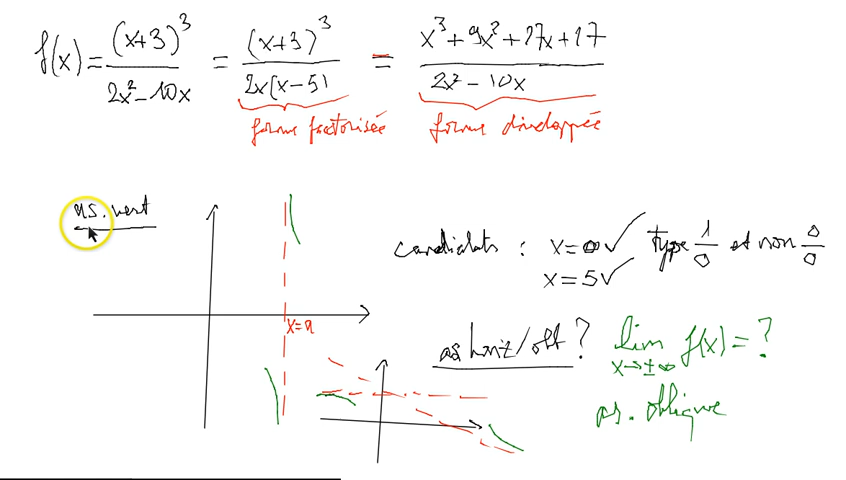 f(x) = (x+3)³ / 2x² - 10x = (x+3)³ / 2x(x-5) = x³ + 9x² + 27x + 27 / 2x² - 10x
forme factorisée forme développée
as. vert
candidats : x=0 ✓ type 1/0 et non 0/0
x=5 ✓
x=a
as horiz/obl? lim f(x) = ?
x→±∞
as. oblique